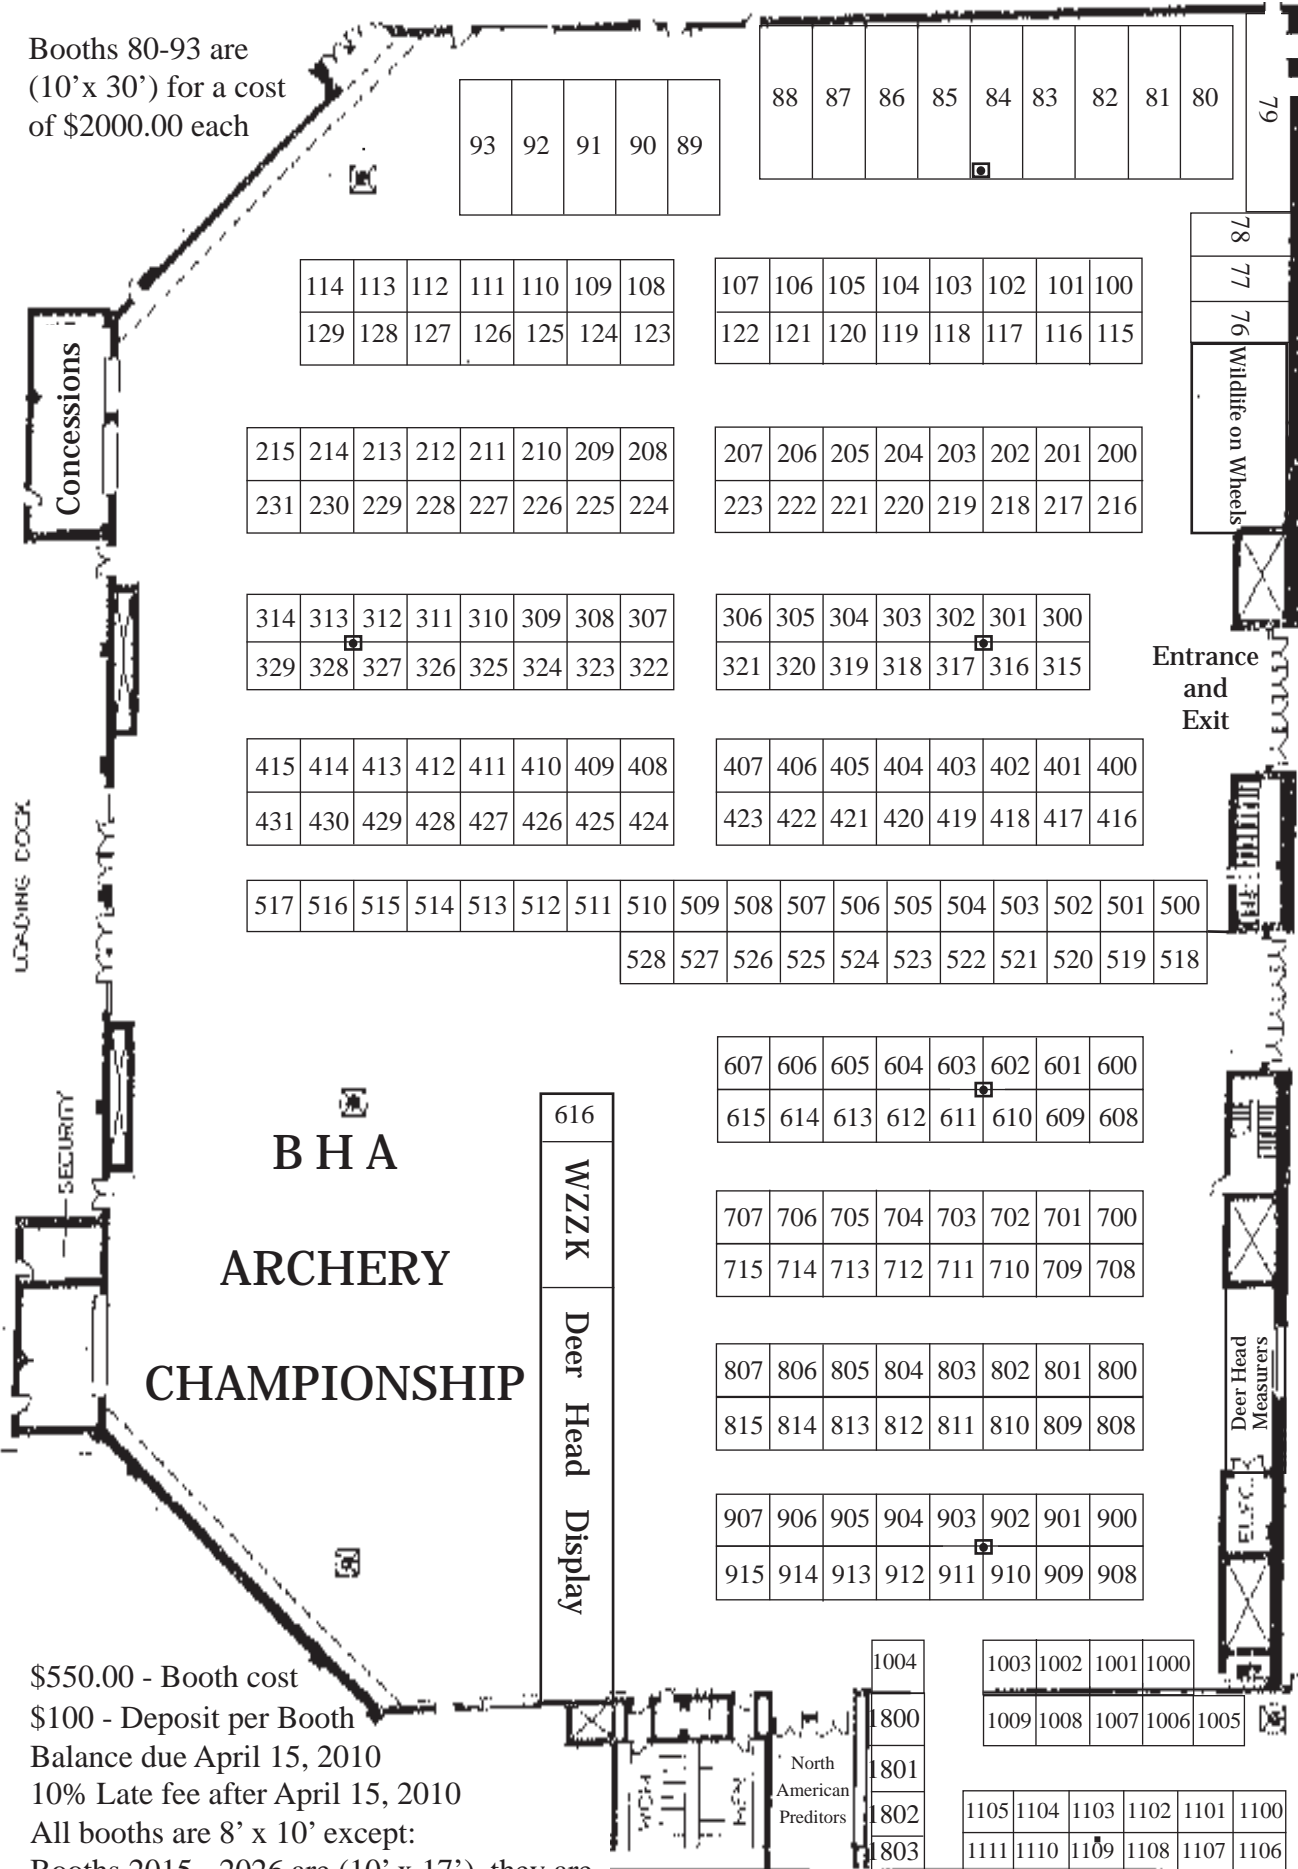 Booths 80-93 are
(10’x 30’) for a cost
of $2000.00 each
88 87 86 85 84 83 82 81 80
79
93 92 91 90 89
78
77
76
Wildlife on Wheels
114 113 112 111 110 109 108
107 106 105 104 103 102 101 100
129 128 127 126 125 124 123
122 121 120 119 118 117 116 115
Concessions
215 214 213 212 211 210 209 208
207 206 205 204 203 202 201 200
231 230 229 228 227 226 225 224
223 222 221 220 219 218 217 216
314 313 312 311 310 309 308 307
306 305 304 303 302 301 300
329 328 327 326 325 324 323 322
321 320 319 318 317 316 315
Entrance
and
Exit
415 414 413 412 411 410 409 408
407 406 405 404 403 402 401 400
431 430 429 428 427 426 425 424
423 422 421 420 419 418 417 416
LOADING DOCK
517 516 515 514 513 512 511 510 509 508 507 506 505 504 503 502 501 500
528 527 526 525 524 523 522 521 520 519 518
607 606 605 604 603 602 601 600
615 614 613 612 611 610 609 608
SECURITY
B H A
ARCHERY
CHAMPIONSHIP
616
WZZK
Deer Head Display
707 706 705 704 703 702 701 700
715 714 713 712 711 710 709 708
807 806 805 804 803 802 801 800
815 814 813 812 811 810 809 808
Deer Head
Measurers
ELEC.
907 906 905 904 903 902 901 900
915 914 913 912 911 910 909 908
1004
1003 1002 1001 1000
1800
1009 1008 1007 1006 1005
1801
1802
1803
1105 1104 1103 1102 1101 1100
1111 1110 1109 1108 1107 1106
North
American
Preditors
MEN
$550.00 - Booth cost
$100 - Deposit per Booth
Balance due April 15, 2010
10% Late fee after April 15, 2010
All booths are 8’ x 10’ except:
Booths 2015 - 2026 are (10’ x 17’), they are